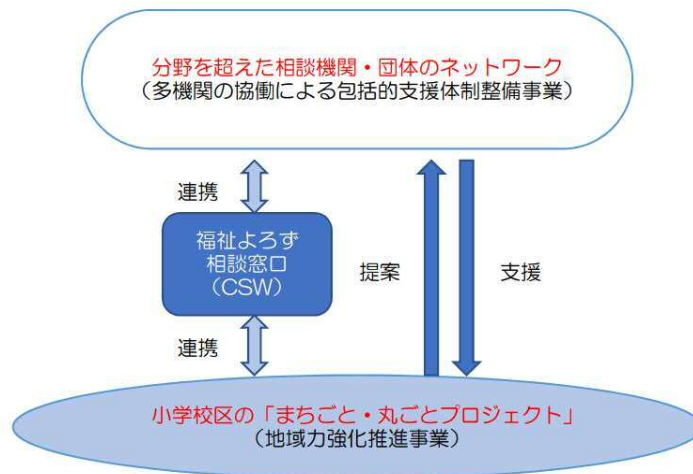 分野を超えた相談機関・団体のネットワーク
（多機関の協働による包括的支援体制整備事業）
連携
福祉よろず
相談窓口
（CSW）
提案
支援
連携
小学校区の「まちごと・丸ごとプロジェクト」
（地域力強化推進事業）